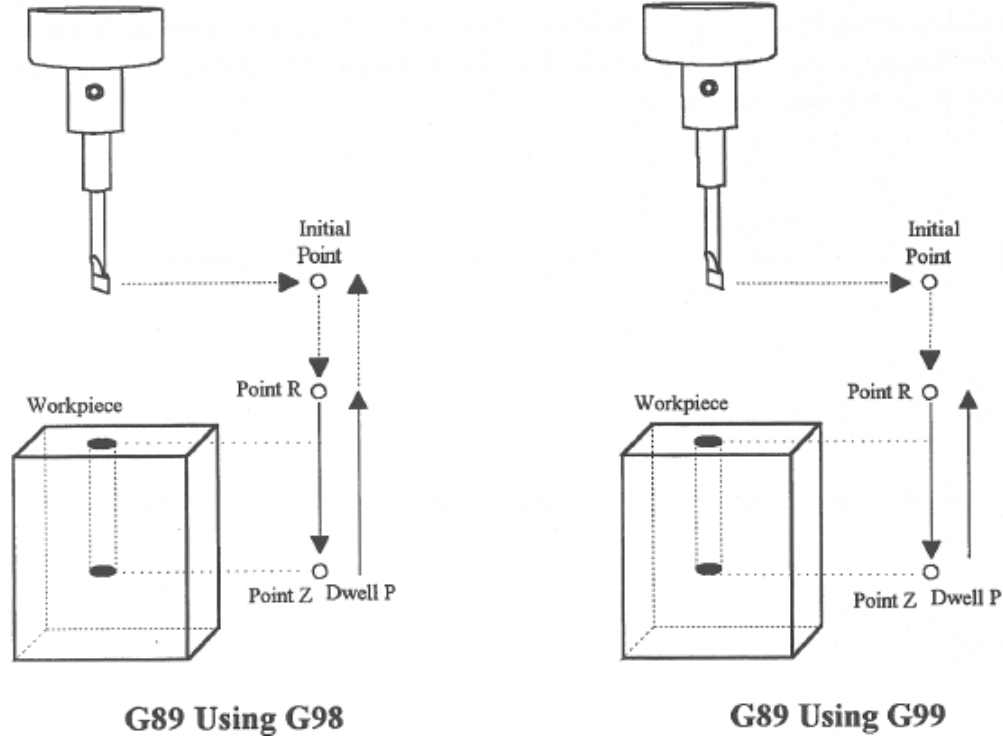 Initial
Point
Point R
Workpiece
Point Z Dwell P
G89 Using G98
Initial
Point
Point R
Workpiece
Point Z Dwell P
G89 Using G99